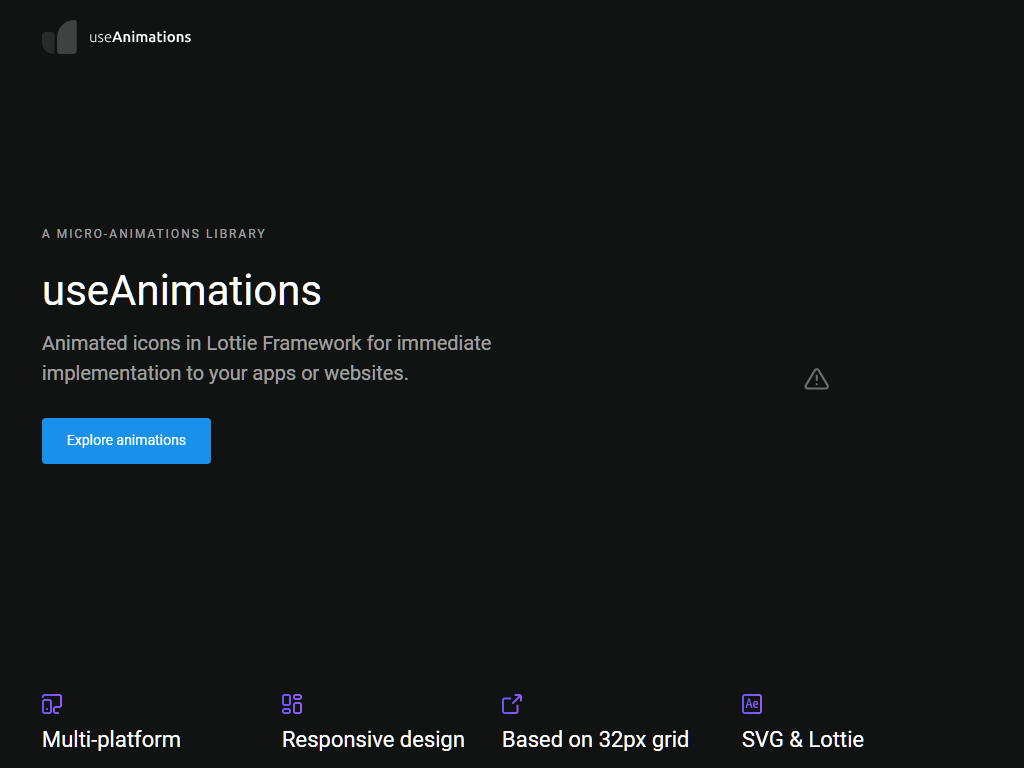 useAnimations
A MICRO-ANIMATIONS LIBRARY
useAnimations
Animated icons in Lottie Framework for immediate
implementation to your apps or websites.
Explore animations
Ae
Multi-platform
Responsive design
Based on 32px grid
SVG & Lottie